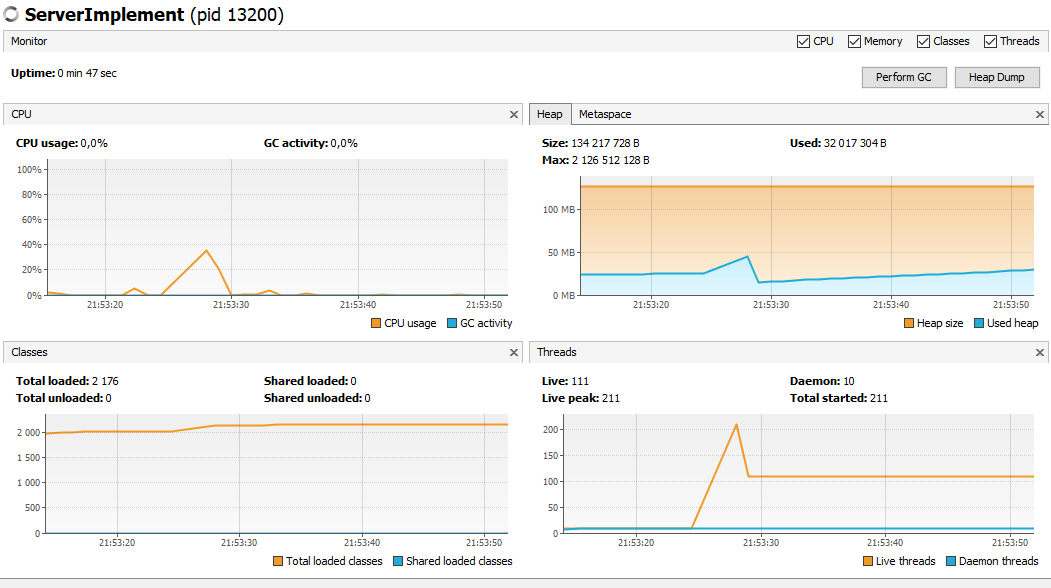 ServerImplement (pid 13200)
Monitor
CPU Memory Classes Threads
Uptime: 0 min 47 sec
Perform GC Heap Dump
CPU
CPU usage: 0,0% GC activity: 0,0%
100%
80%
60%
40%
20%
0%
21:53:20 21:53:30 21:53:40 21:53:50
CPU usage GC activity
Heap Metaspace
Size: 134 217 728 B Used: 32 017 304 B
Max: 2 126 512 128 B
100 MB
50 MB
0 MB
21:53:20 21:53:30 21:53:40 21:53:50
Heap size Used heap
Classes
Total loaded: 2 176 Shared loaded: 0
Total unloaded: 0 Shared unloaded: 0
2 000
1 500
1 000
500
0
21:53:20 21:53:30 21:53:40 21:53:50
Total loaded classes Shared loaded classes
Threads
Live: 111 Daemon: 10
Live peak: 211 Total started: 211
200
150
100
50
0
21:53:20 21:53:30 21:53:40 21:53:50
Live threads Daemon threads